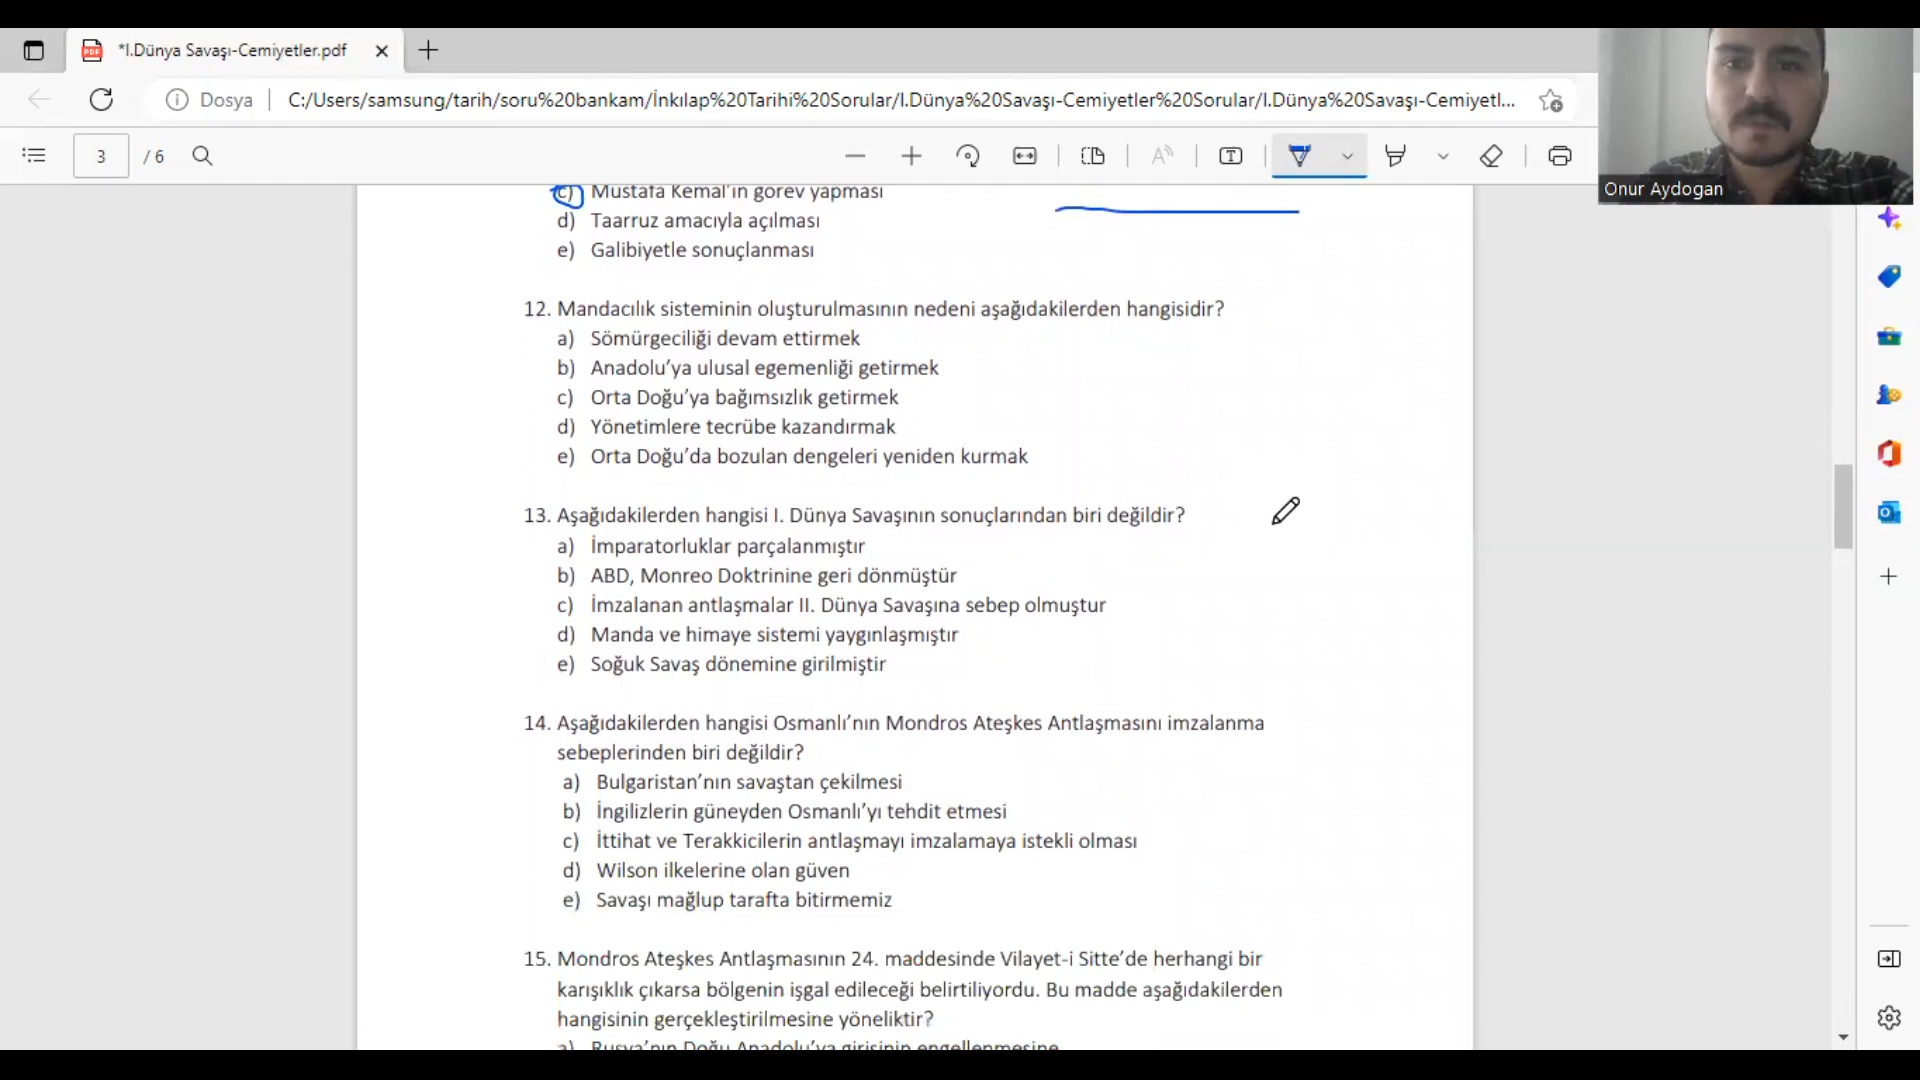 *I.Dünya Savaşı-Cemiyetler.pdf
Dosya
C:/Users/samsung/tarih/soru%20bankam/İnkılap%20Tarihi%20Sorular/I.Dünya%20Savaşı-Cemiyetler%20Sorular/I.Dünya%20Savaşı-Cemiyetl...
3 / 6
Onur Aydogan
c) Mustafa Kemal’in görev yapması
d) Taarruz amacıyla açılması
e) Galibiyetle sonuçlanması
12. Mandacılık sisteminin oluşturulmasının nedeni aşağıdakilerden hangisidir?
a) Sömürgeciliği devam ettirmek
b) Anadolu’ya ulusal egemenliği getirmek
c) Orta Doğu’ya bağımsızlık getirmek
d) Yönetimlere tecrübe kazandırmak
e) Orta Doğu’da bozulan dengeleri yeniden kurmak
13. Aşağıdakilerden hangisi I. Dünya Savaşının sonuçlarından biri değildir?
a) İmparatorluklar parçalanmıştır
b) ABD, Monreo Doktrinine geri dönmüştür
c) İmzalanan antlaşmalar II. Dünya Savaşına sebep olmuştur
d) Manda ve himaye sistemi yaygınlaşmıştır
e) Soğuk Savaş dönemine girilmiştir
14. Aşağıdakilerden hangisi Osmanlı’nın Mondros Ateşkes Antlaşmasını imzalanma
sebeplerinden biri değildir?
a) Bulgaristan’nın savaştan çekilmesi
b) İngilizlerin güneyden Osmanlı’yı tehdit etmesi
c) İttihat ve Terakkicilerin antlaşmayı imzalamaya istekli olması
d) Wilson ilkelerine olan güven
e) Savaşı mağlup tarafta bitirmemiz
15. Mondros Ateşkes Antlaşmasının 24. maddesinde Vilayet-i Sitte’de herhangi bir
karışıklık çıkarsa bölgenin işgal edileceği belirtiliyordu. Bu madde aşağıdakilerden
hangisinin gerçekleştirilmesine yöneliktir?
a) Rusya’nın Doğu Anadolu’ya girişinin engellenmesine